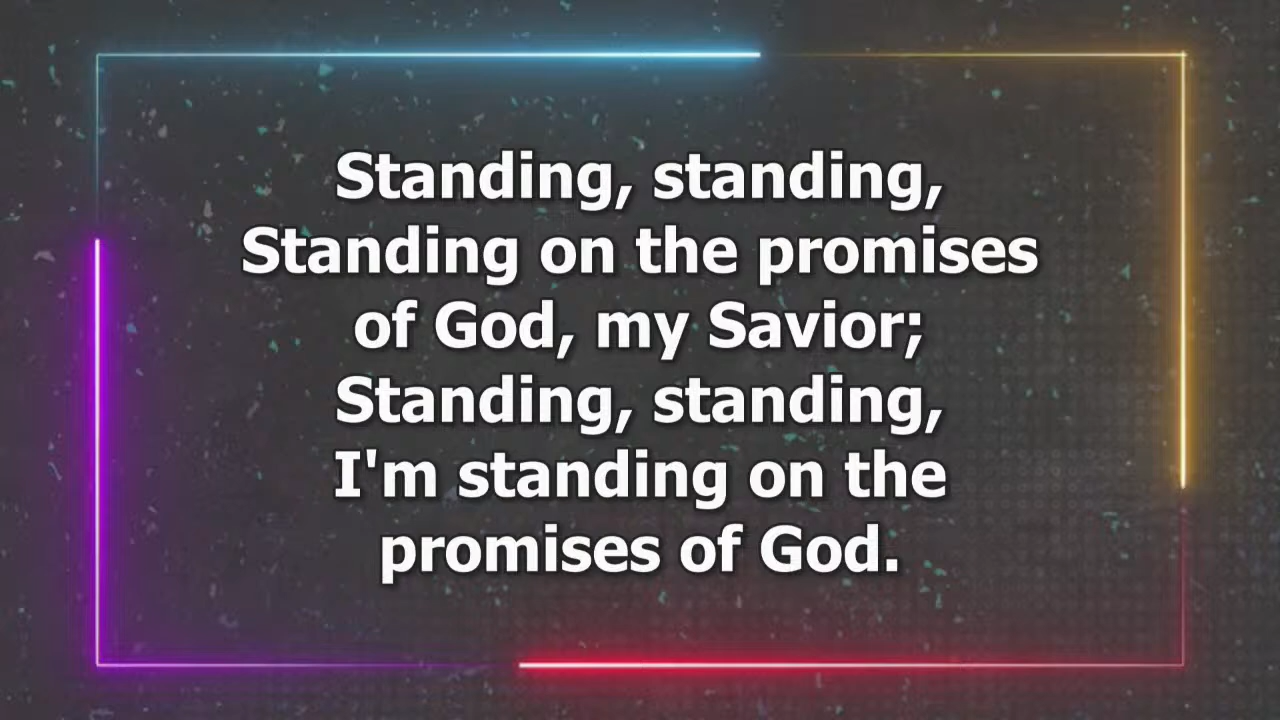 Standing, standing,
Standing on the promises
of God, my Savior;
Standing, standing,
I'm standing on the
promises of God.